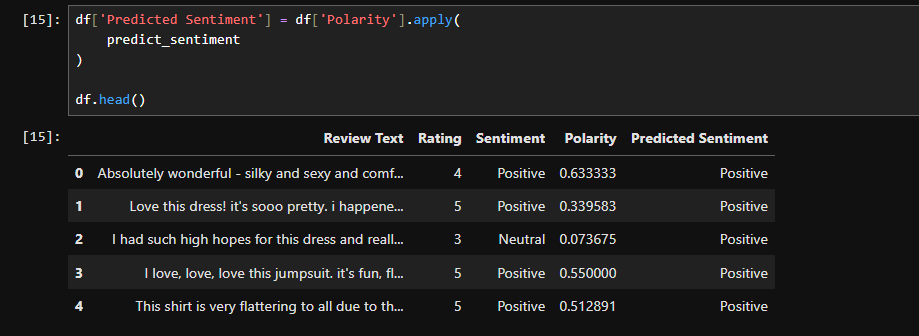 [15]: df['Predicted Sentiment'] = df['Polarity'].apply(
predict_sentiment
)
df.head()
[15]:
Review Text Rating Sentiment Polarity Predicted Sentiment
0 Absolutely wonderful - silky and sexy and comf... 4 Positive 0.633333 Positive
1 Love this dress! it's sooo pretty. i happene... 5 Positive 0.339583 Positive
2 I had such high hopes for this dress and reall... 3 Neutral 0.073675 Positive
3 I love, love, love this jumpsuit. it's fun, fl... 5 Positive 0.550000 Positive
4 This shirt is very flattering to all due to th... 5 Positive 0.512891 Positive